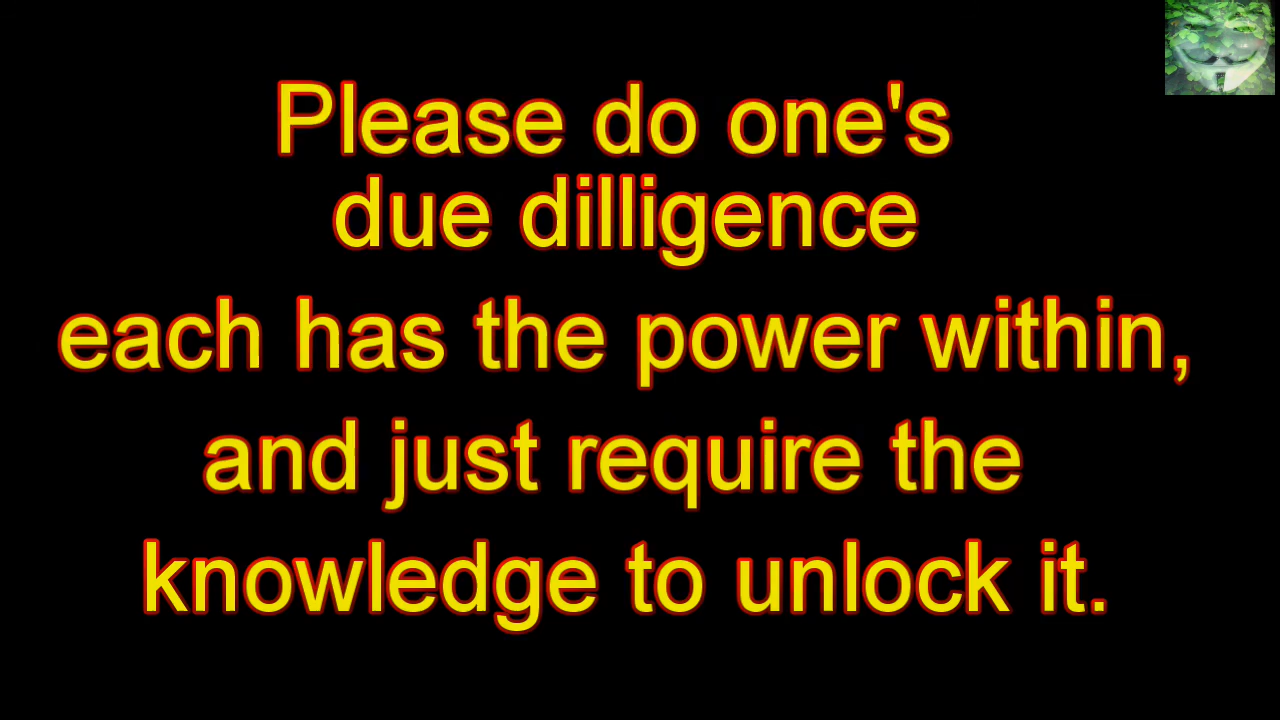 Please do one's
due dilligence
each has the power within,
and just require the
knowledge to unlock it.